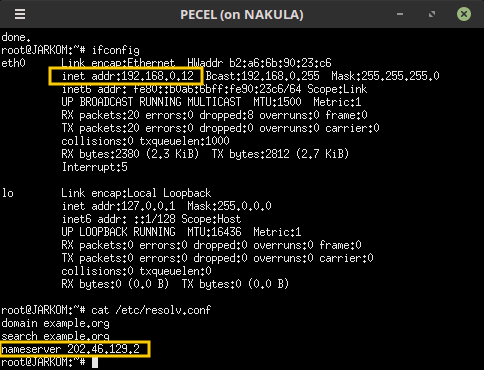 PECEL (on NAKULA)
done.
root@JARKOM:~# ifconfig
eth0 Link encap:Ethernet HWaddr b2:a6:6b:90:23:c6
inet addr:192.168.0.12 Bcast:192.168.0.255 Mask:255.255.255.0
inet6 addr: fe80::b0a6:6bff:fe90:23c6/64 Scope:Link
UP BROADCAST RUNNING MULTICAST MTU:1500 Metric:1
RX packets:20 errors:0 dropped:8 overruns:0 frame:0
TX packets:20 errors:0 dropped:0 overruns:0 carrier:0
collisions:0 txqueuelen:1000
RX bytes:2380 (2.3 KiB) TX bytes:2812 (2.7 KiB)
Interrupt:5
lo Link encap:Local Loopback
inet addr:127.0.0.1 Mask:255.0.0.0
inet6 addr: ::1/128 Scope:Host
UP LOOPBACK RUNNING MTU:16436 Metric:1
RX packets:0 errors:0 dropped:0 overruns:0 frame:0
TX packets:0 errors:0 dropped:0 overruns:0 carrier:0
collisions:0 txqueuelen:0
RX bytes:0 (0.0 B) TX bytes:0 (0.0 B)
root@JARKOM:~# cat /etc/resolv.conf
domain example.org
search example.org
nameserver 202.46.129.2
root@JARKOM:~#